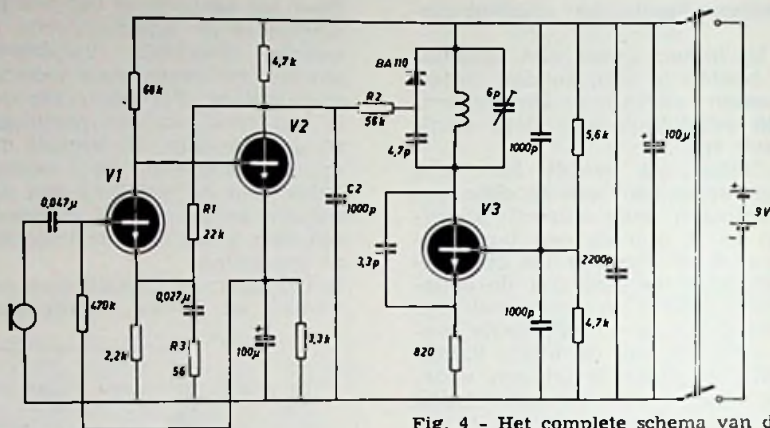 4,7k
BA110
68k
R2
56k
6p
V2
4,7p
1000p
5,6k
+
100μ
V1
0,047μ
R1
22k
C2
1000p
V3
+
9V
-
3,3p
2200p
470k
0,027μ
1000p
4,7k
2,2k
R3
56
+
100μ
3,3k
820
Fig. 4 - Het complete schema van d